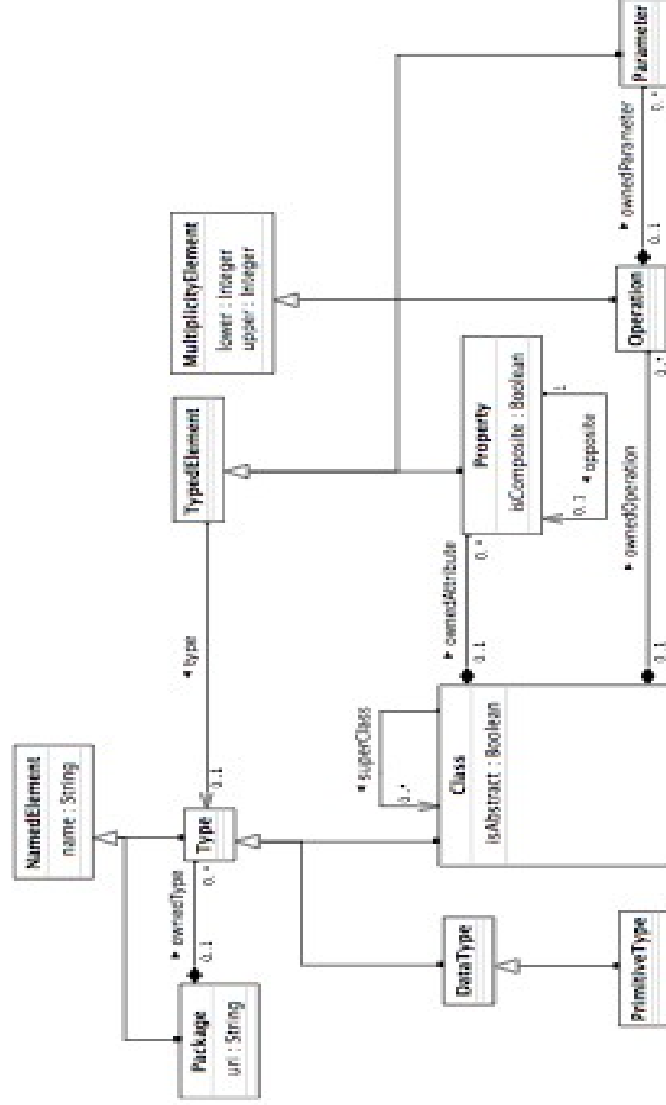 NamedElement
name : String
Package
uri : String
▶ ownedType
0..1
0..*
Type
0..1
◀ type
TypedElement
MultiplicityElement
lower : Integer
upper : Integer
DataType
PrimitiveType
◀ superClass
0..*
Class
isAbstract : Boolean
▶ ownedAttribute
0..1
0..*
Property
isComposite : Boolean
0..1
1
◀ opposite
▶ ownedOperation
0..1
0..*
Operation
▶ ownedParameter
0..1
0..*
Parameter